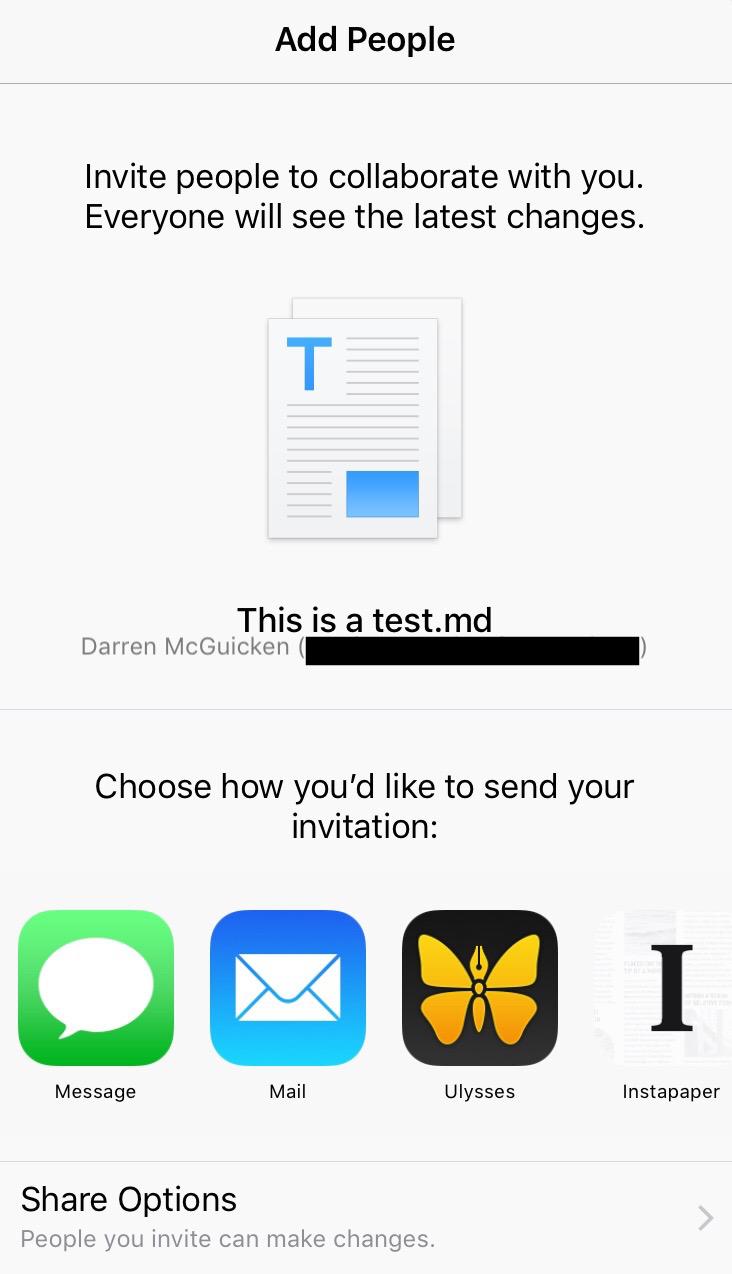 Add People
Invite people to collaborate with you.
Everyone will see the latest changes.
T
This is a test.md
Darren McGuicken ( )
Choose how you’d like to send your
invitation:
I
Message Mail Ulysses Instapaper
Share Options
People you invite can make changes.